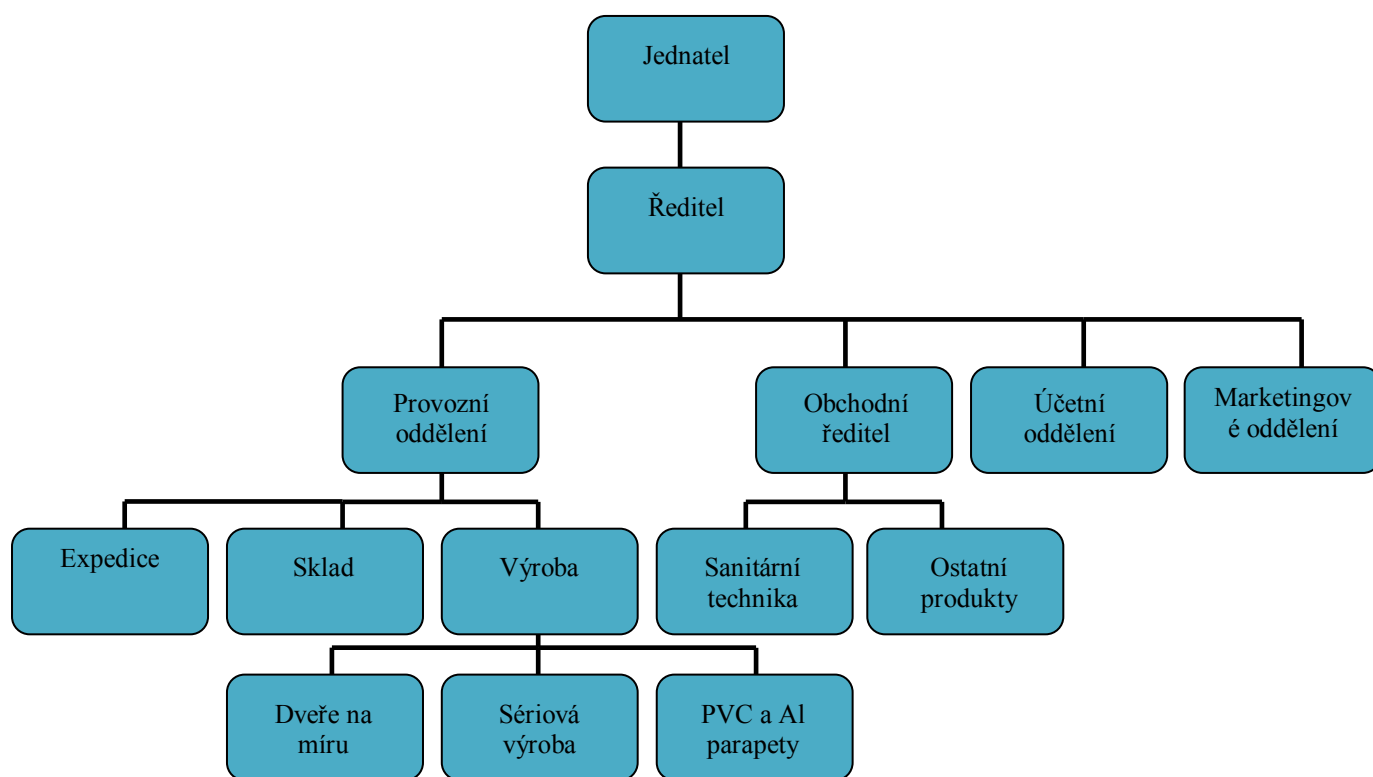 Jednatel
Ředitel
Provozní
oddělení
Obchodní
ředitel
Účetní
oddělení
Marketingov
é oddělení
Expedice
Sklad
Výroba
Sanitární
technika
Ostatní
produkty
Dveře na
míru
Sériová
výroba
PVC a Al
parapety